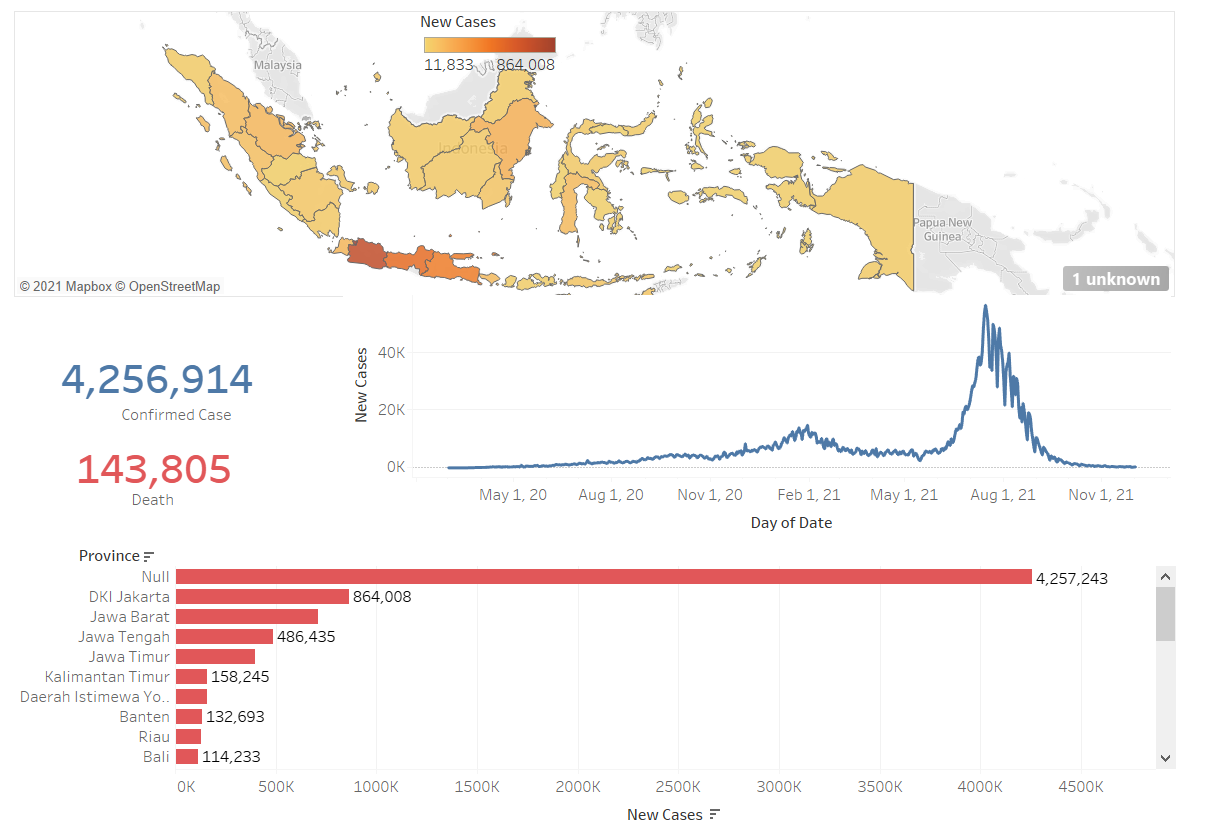 New Cases
11,833
864,008
Malaysia
Indonesia
Papua New
Guinea
© 2021 Mapbox © OpenStreetMap
1 unknown
4,256,914
Confirmed Case
143,805
Death
New Cases
40K
20K
0K
May 1, 20
Aug 1, 20
Nov 1, 20
Feb 1, 21
May 1, 21
Aug 1, 21
Nov 1, 21
Day of Date
Province
Null
4,257,243
DKI Jakarta
864,008
Jawa Barat
Jawa Tengah
486,435
Jawa Timur
Kalimantan Timur
158,245
Daerah Istimewa Yo..
Banten
132,693
Riau
Bali
114,233
0K
500K
1000K
1500K
2000K
2500K
3000K
3500K
4000K
4500K
New Cases